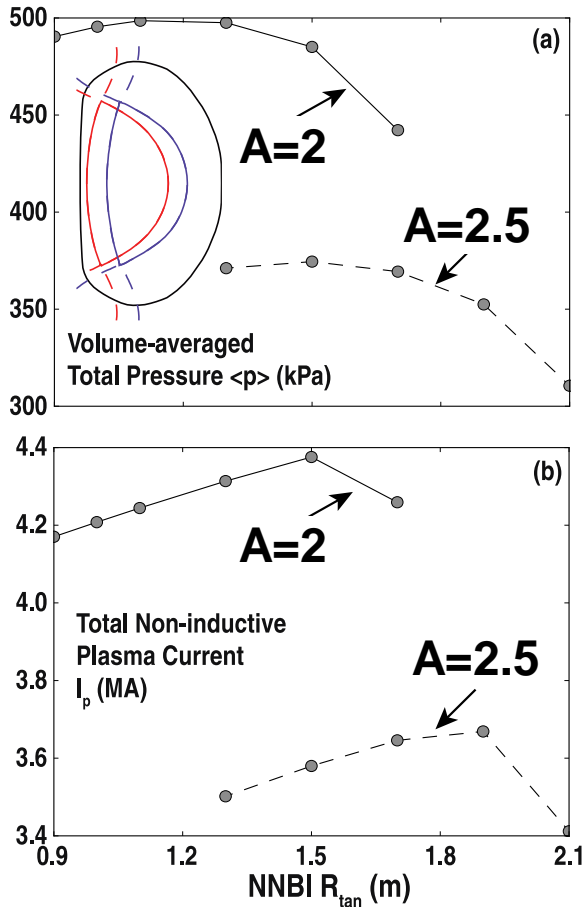 500
(a)
450
A=2
400
A=2.5
350
Volume-averaged
Total Pressure <p> (kPa)
300
4.4
(b)
4.2
A=2
4.0
Total Non-inductive
Plasma Current
I_p (MA)
3.8
A=2.5
3.6
3.4
0.9 1.2 1.5 1.8 2.1
NNBI R_tan (m)